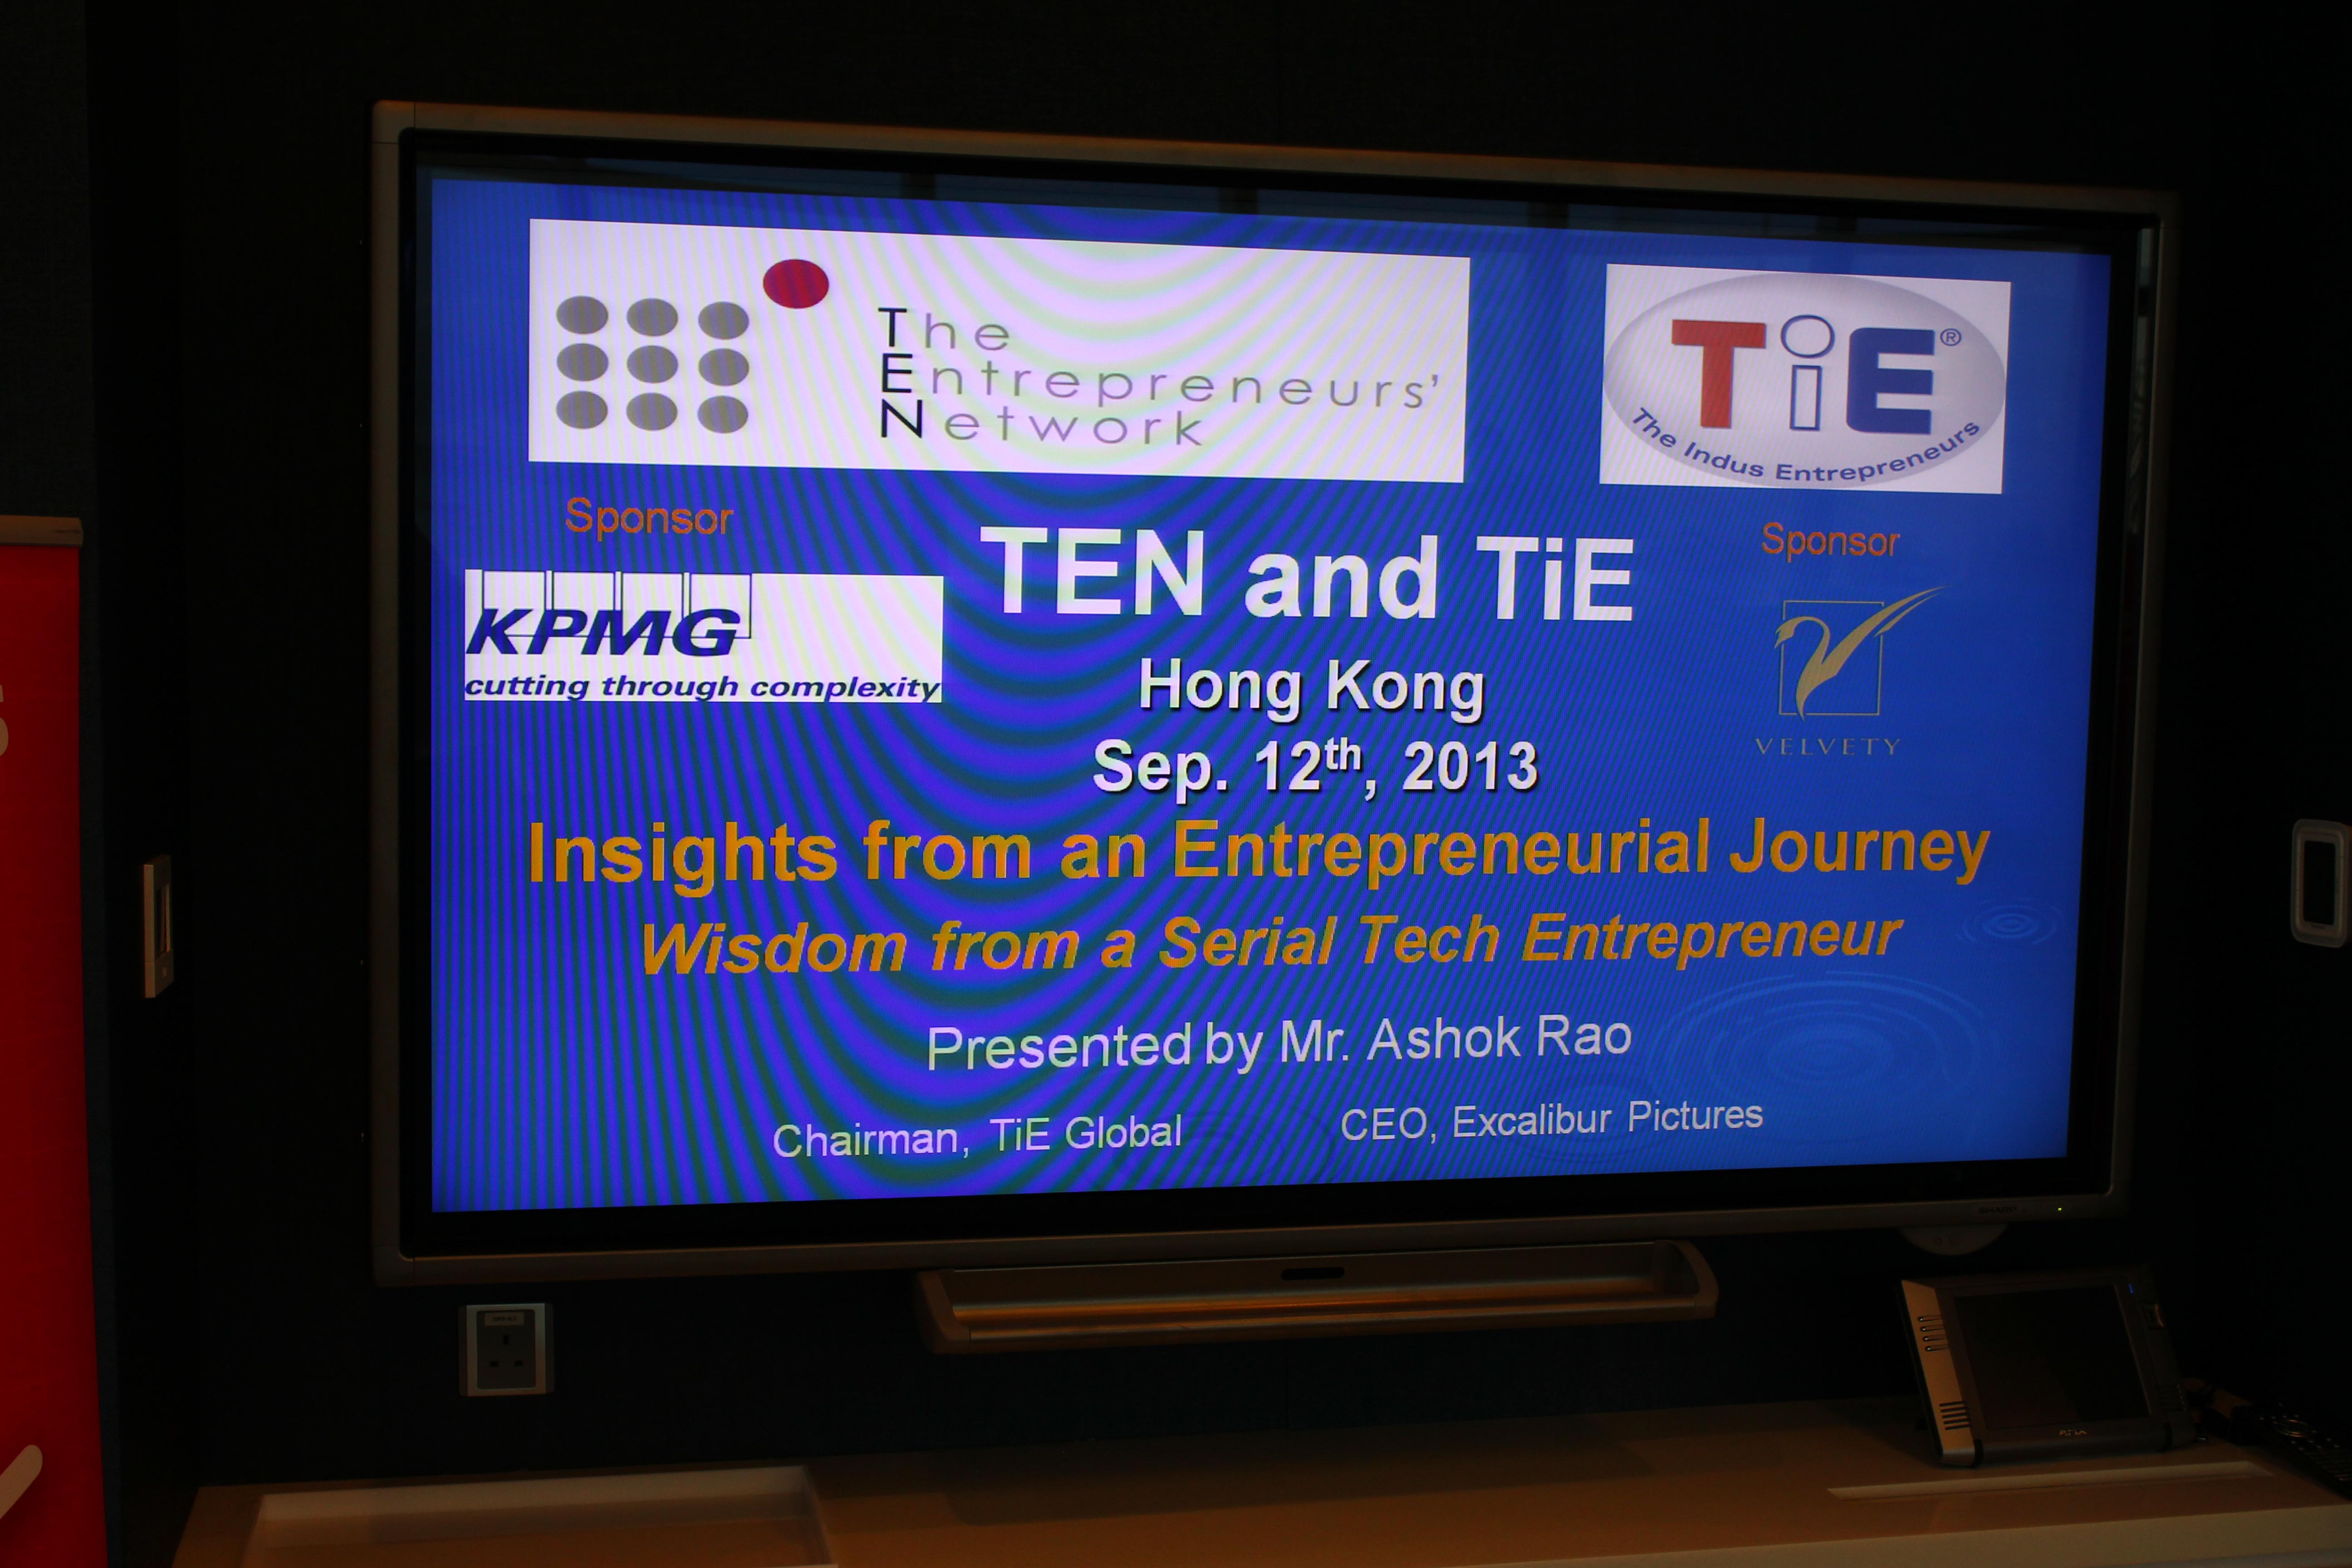 The
Entrepreneurs'
Network
TiE®
The Indus Entrepreneurs
Sponsor
KPMG
cutting through complexity
TEN and TiE
Hong Kong
Sep. 12th, 2013
Sponsor
VELVETY
Insights from an Entrepreneurial Journey
Wisdom from a Serial Tech Entrepreneur
Presented by Mr. Ashok Rao
Chairman, TiE Global
CEO, Excalibur Pictures